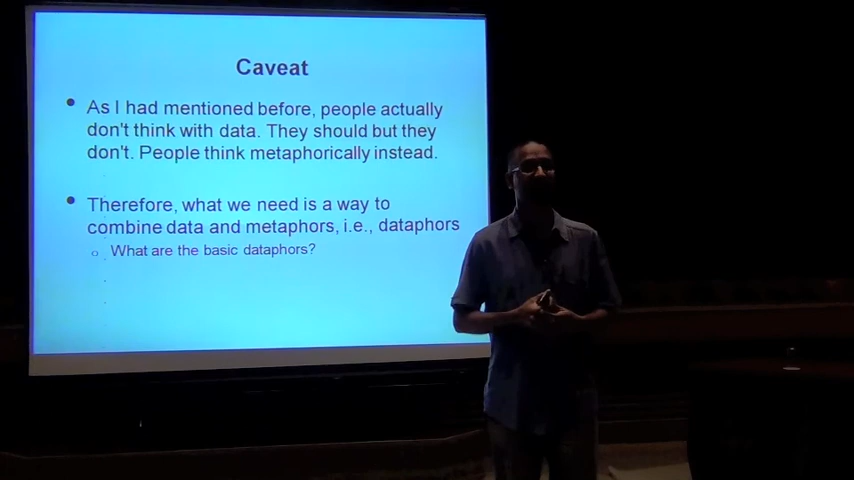 Caveat
• As I had mentioned before, people actually
don't think with data. They should but they
don't. People think metaphorically instead.
• Therefore, what we need is a way to
combine data and metaphors, i.e., dataphors
○ What are the basic dataphors?